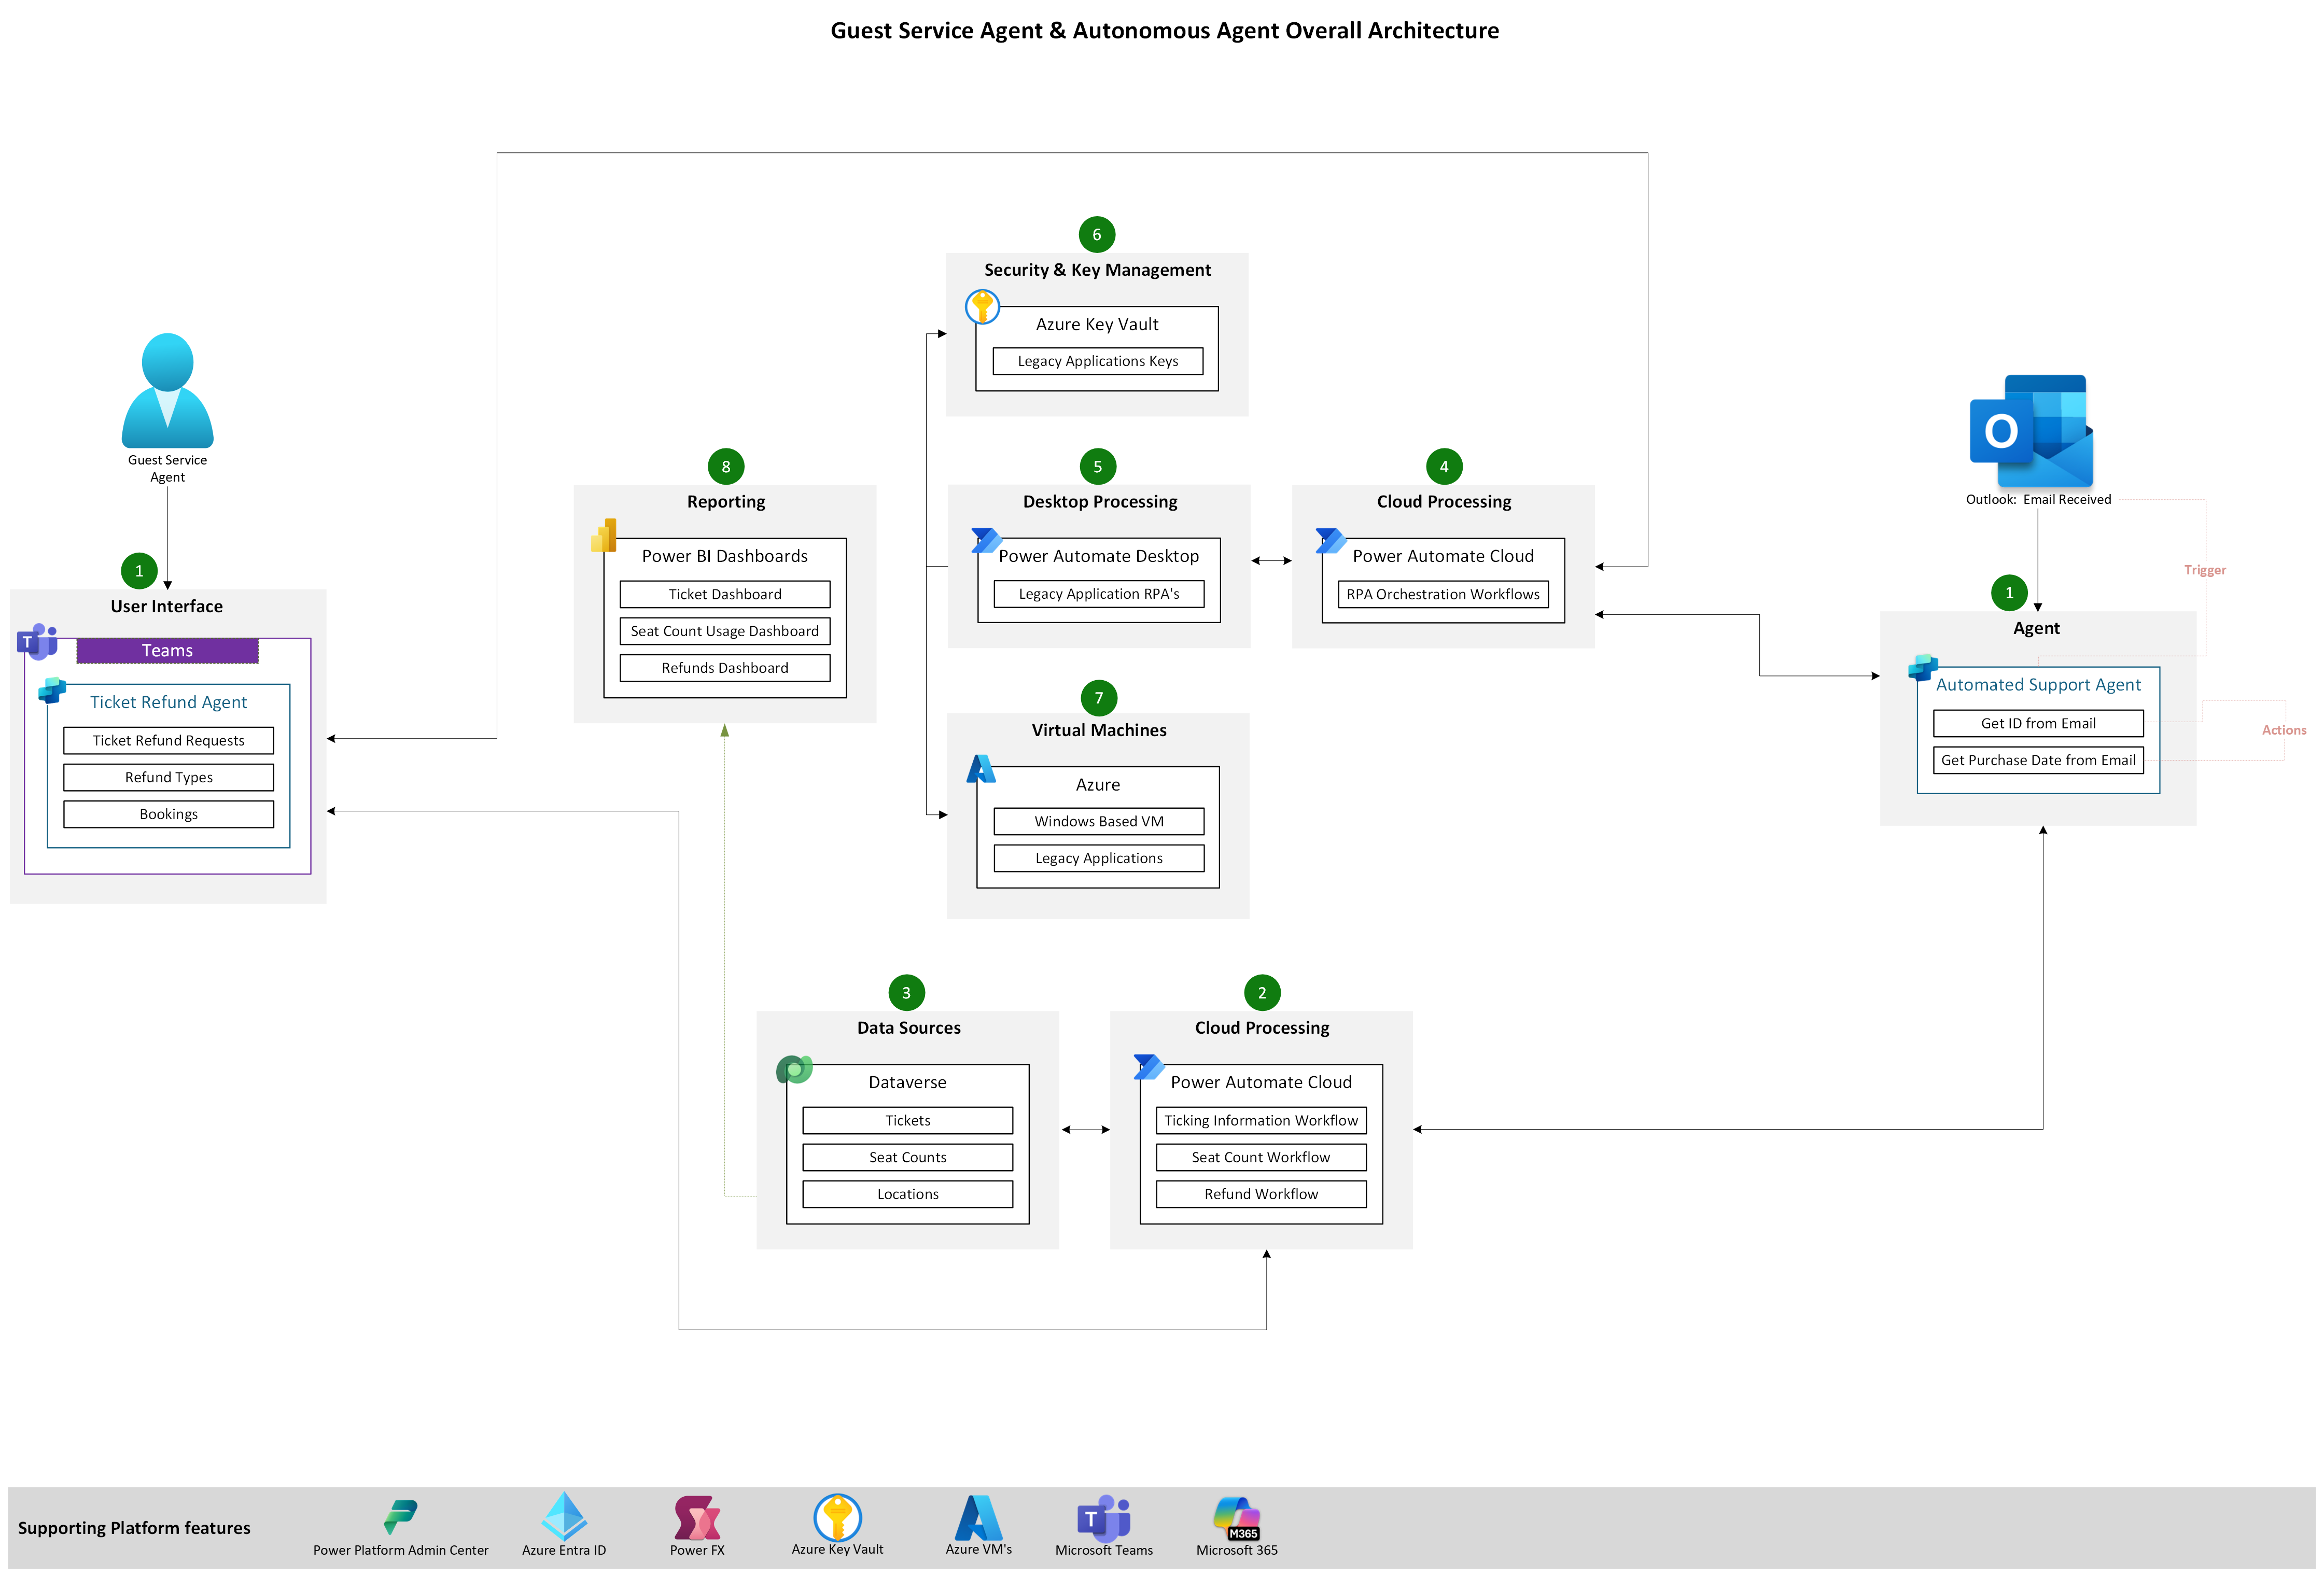 Guest Service Agent & Autonomous Agent Overall Architecture
6
Security & Key Management
Azure Key Vault
Legacy Applications Keys
Guest Service
Agent
1
User Interface
T
Teams
Ticket Refund Agent
Ticket Refund Requests
Refund Types
Bookings
8
Reporting
Power BI Dashboards
Ticket Dashboard
Seat Count Usage Dashboard
Refunds Dashboard
5
Desktop Processing
Power Automate Desktop
Legacy Application RPA's
4
Cloud Processing
Power Automate Cloud
RPA Orchestration Workflows
O
Outlook:  Email Received
Trigger
1
Agent
Automated Support Agent
Get ID from Email
Get Purchase Date from Email
Actions
7
Virtual Machines
Azure
Windows Based VM
Legacy Applications
3
Data Sources
Dataverse
Tickets
Seat Counts
Locations
2
Cloud Processing
Power Automate Cloud
Ticking Information Workflow
Seat Count Workflow
Refund Workflow
Supporting Platform features
Power Platform Admin Center
Azure Entra ID
Power FX
Azure Key Vault
Azure VM's
T
Microsoft Teams
M365
Microsoft 365